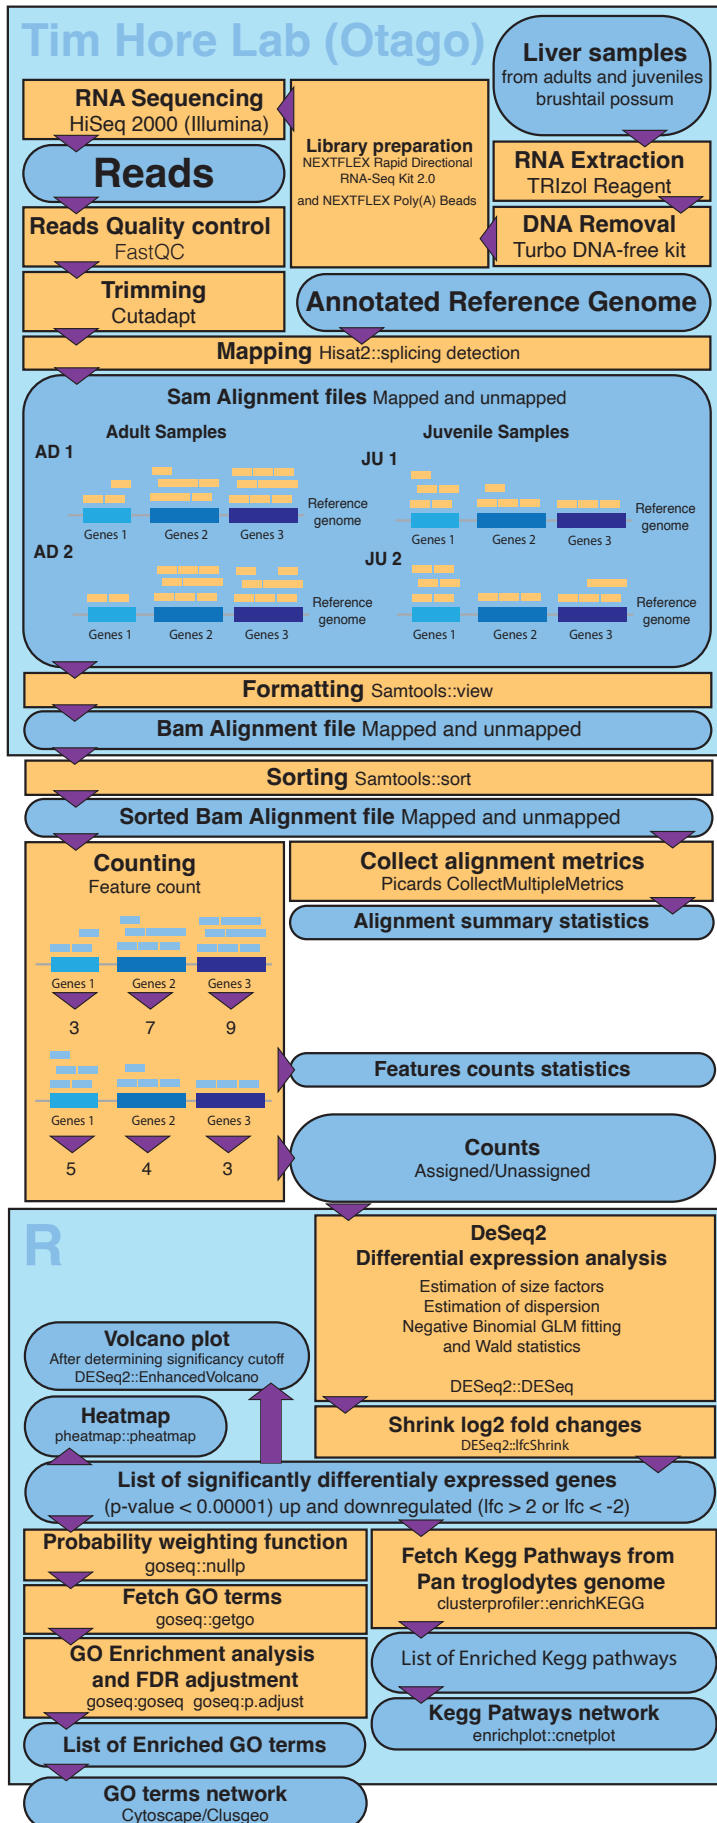 Tim Hore Lab (Otago)
Liver samples
from adults and juveniles
brushtail possum
RNA Sequencing
HiSeq 2000 (Illumina)
Library preparation
NEXTFLEX Rapid Directional
RNA-Seq Kit 2.0
and NEXTFLEX Poly(A) Beads
RNA Extraction
TRIzol Reagent
Reads
DNA Removal
Turbo DNA-free kit
Reads Quality control
FastQC
Trimming
Cutadapt
Annotated Reference Genome
Mapping Hisat2::splicing detection
Sam Alignment files Mapped and unmapped
Adult Samples
Juvenile Samples
AD 1
JU 1
Reference
genome
Genes 1
Genes 2
Genes 3
Reference
genome
Genes 1
Genes 2
Genes 3
AD 2
JU 2
Reference
genome
Genes 1
Genes 2
Genes 3
Reference
genome
Genes 1
Genes 2
Genes 3
Formatting Samtools::view
Bam Alignment file Mapped and unmapped
Sorting Samtools::sort
Sorted Bam Alignment file Mapped and unmapped
Counting
Feature count
Collect alignment metrics
Picards CollectMultipleMetrics
Alignment summary statistics
Genes 1
Genes 2
Genes 3
3
7
9
Features counts statistics
Genes 1
Genes 2
Genes 3
5
4
3
Counts
Assigned/Unassigned
R
DeSeq2
Differential expression analysis
Estimation of size factors
Estimation of dispersion
Negative Binomial GLM fitting
and Wald statistics
DESeq2::DESeq
Volcano plot
After determining significancy cutoff
DESeq2::EnhancedVolcano
Heatmap
pheatmap::pheatmap
Shrink log2 fold changes
DESeq2::lfcShrink
List of significantly differentialy expressed genes
(p-value < 0.00001) up and downregulated (lfc > 2 or lfc < -2)
Probability weighting function
goseq::nullp
Fetch GO terms
goseq::getgo
GO Enrichment analysis
and FDR adjustment
goseq:goseq goseq:p.adjust
List of Enriched GO terms
GO terms network
Cytoscape/Clusgeo
Fetch Kegg Pathways from
Pan troglodytes genome
clusterprofiler::enrichKEGG
List of Enriched Kegg pathways
Kegg Patways network
enrichplot::cnetplot